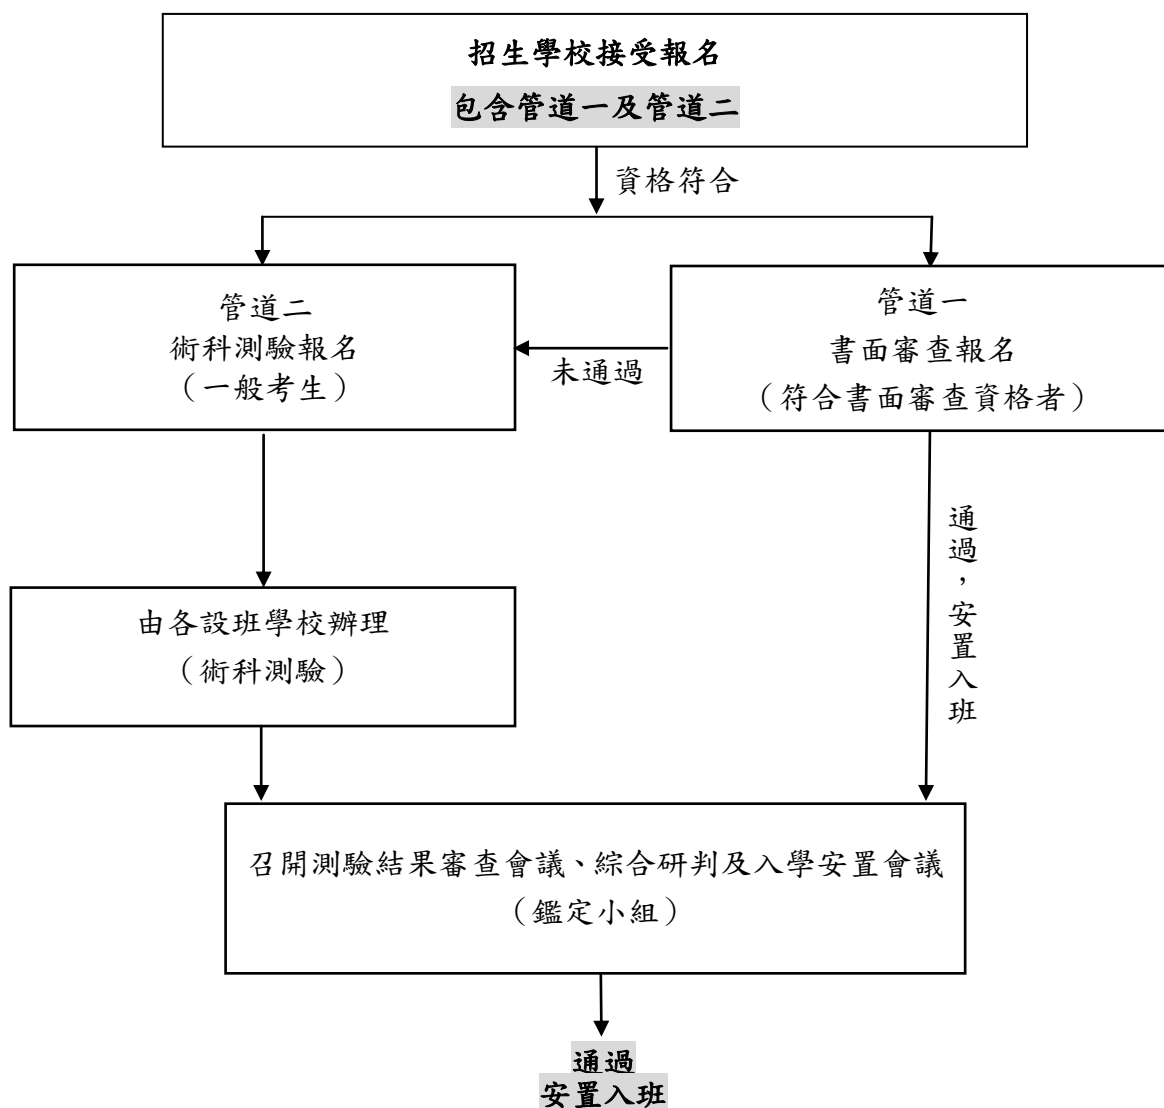 招生學校接受報名
包含管道一及管道二
資格符合
管道二
術科測驗報名
（一般考生）
未通過
管道一
書面審查報名
（符合書面審查資格者）
通過，安置入班
由各設班學校辦理
（術科測驗）
召開測驗結果審查會議、綜合研判及入學安置會議
（鑑定小組）
通過
安置入班